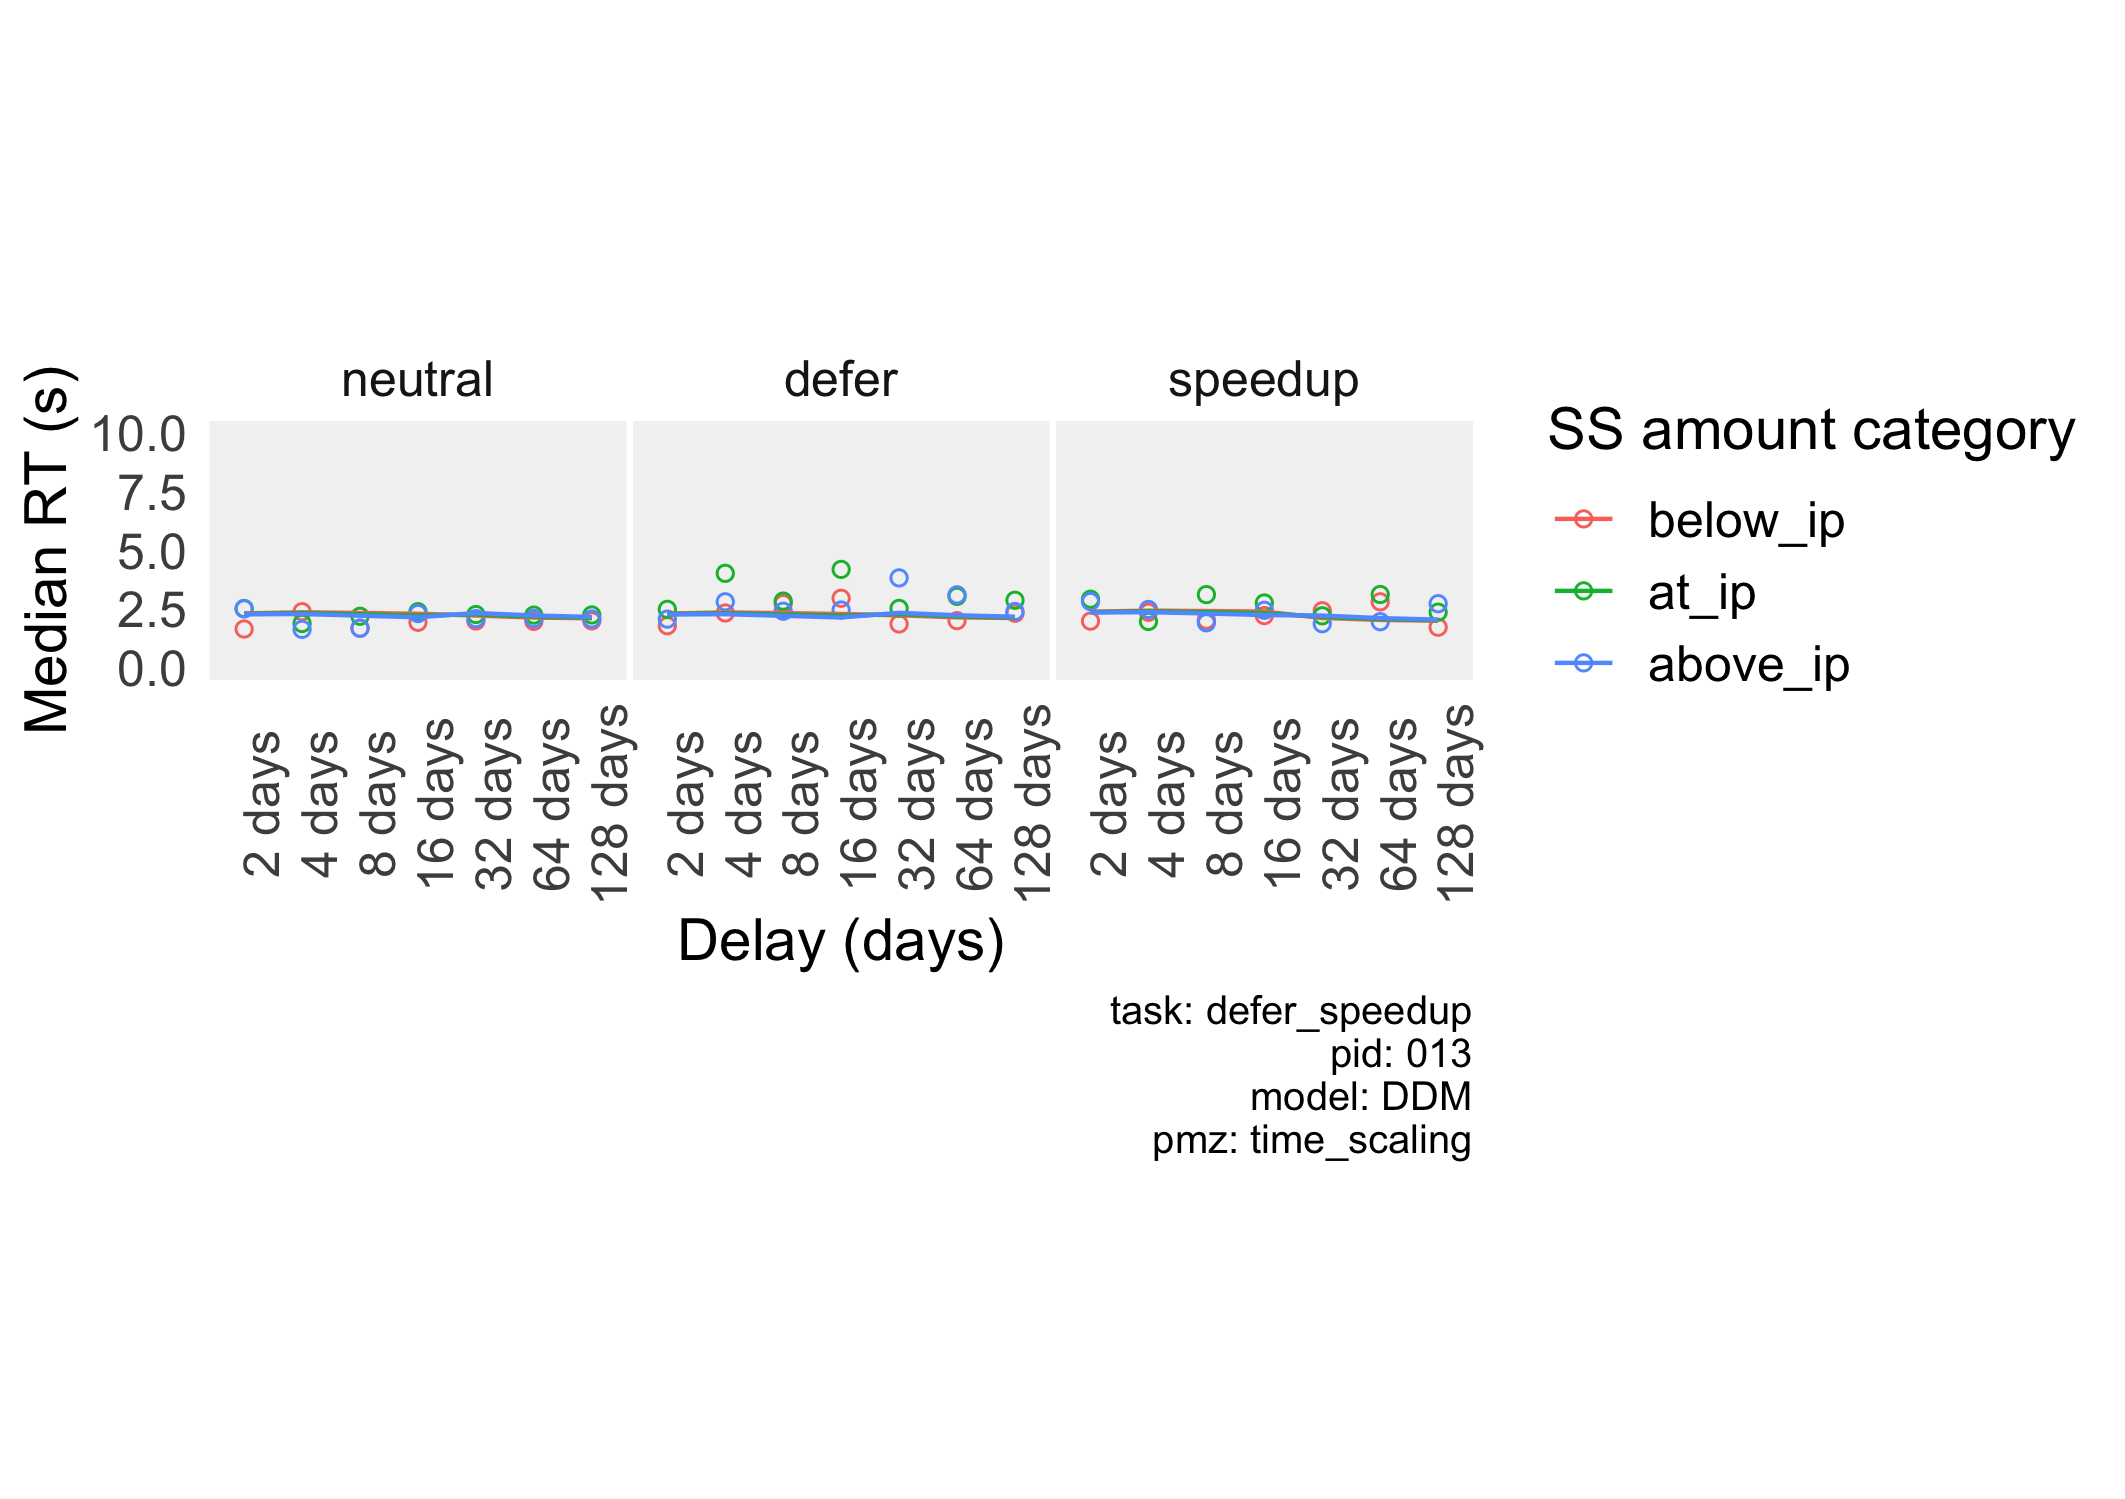 neutral
defer
speedup
Median RT (s)
10.0
7.5
5.0
2.5
0.0
2 days
4 days
8 days
16 days
32 days
64 days
128 days
2 days
4 days
8 days
16 days
32 days
64 days
128 days
2 days
4 days
8 days
16 days
32 days
64 days
128 days
Delay (days)
SS amount category
below_ip
at_ip
above_ip
task: defer_speedup
pid: 013
model: DDM
pmz: time_scaling